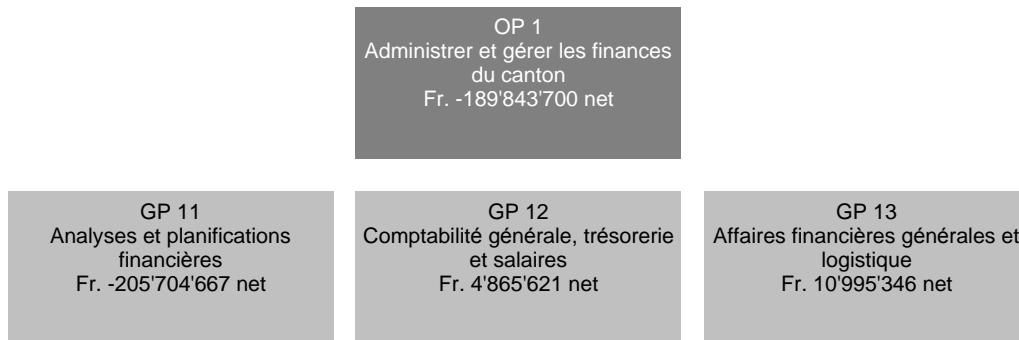 OP 1
Administrer et gérer les finances
du canton
Fr. -189'843'700 net
GP 11
Analyses et planifications
financières
Fr. -205'704'667 net
GP 12
Comptabilité générale, trésorerie
et salaires
Fr. 4'865'621 net
GP 13
Affaires financières générales et
logistique
Fr. 10'995'346 net